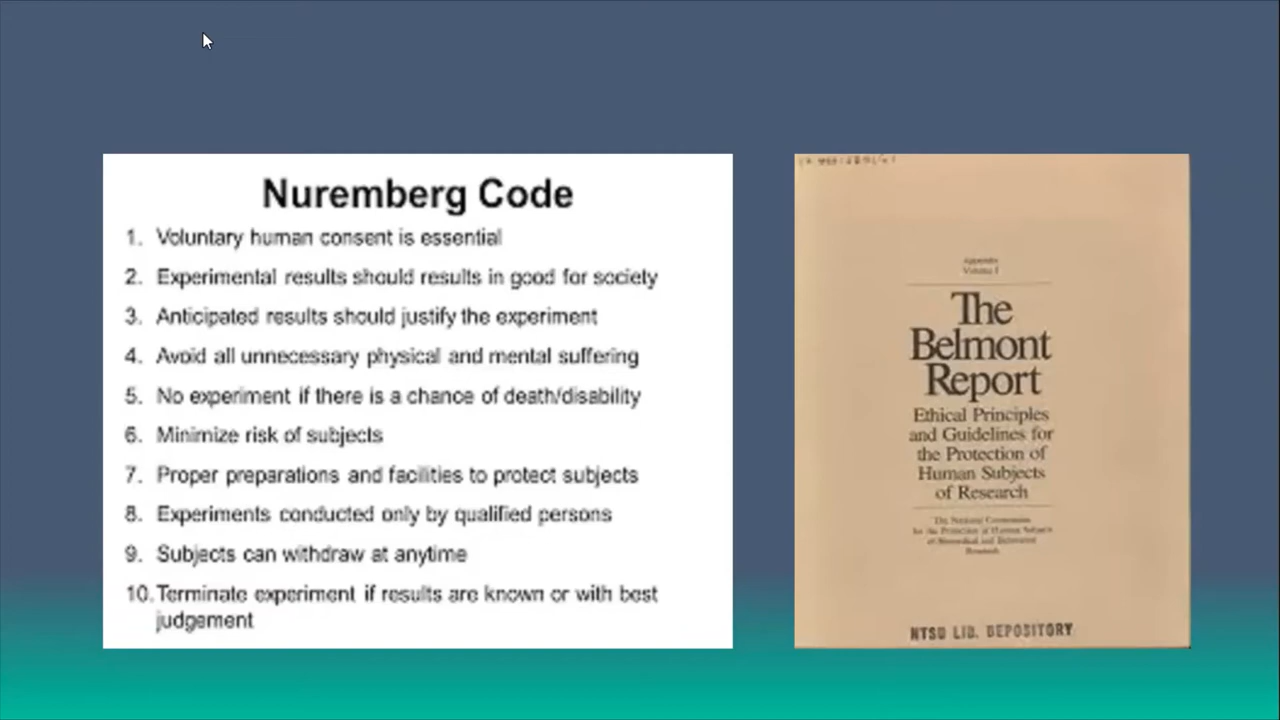 Nuremberg Code
1. Voluntary human consent is essential
2. Experimental results should results in good for society
3. Anticipated results should justify the experiment
4. Avoid all unnecessary physical and mental suffering
5. No experiment if there is a chance of death/disability
6. Minimize risk of subjects
7. Proper preparations and facilities to protect subjects
8. Experiments conducted only by qualified persons
9. Subjects can withdraw at anytime
10. Terminate experiment if results are known or with best
judgement
Appendix
Volume I
The
Belmont
Report
Ethical Principles
and Guidelines for
the Protection of
Human Subjects
of Research
The National Commission
for the Protection of Human Subjects
of Biomedical and Behavioral
Research
NTSU LIB. DEPOSITORY